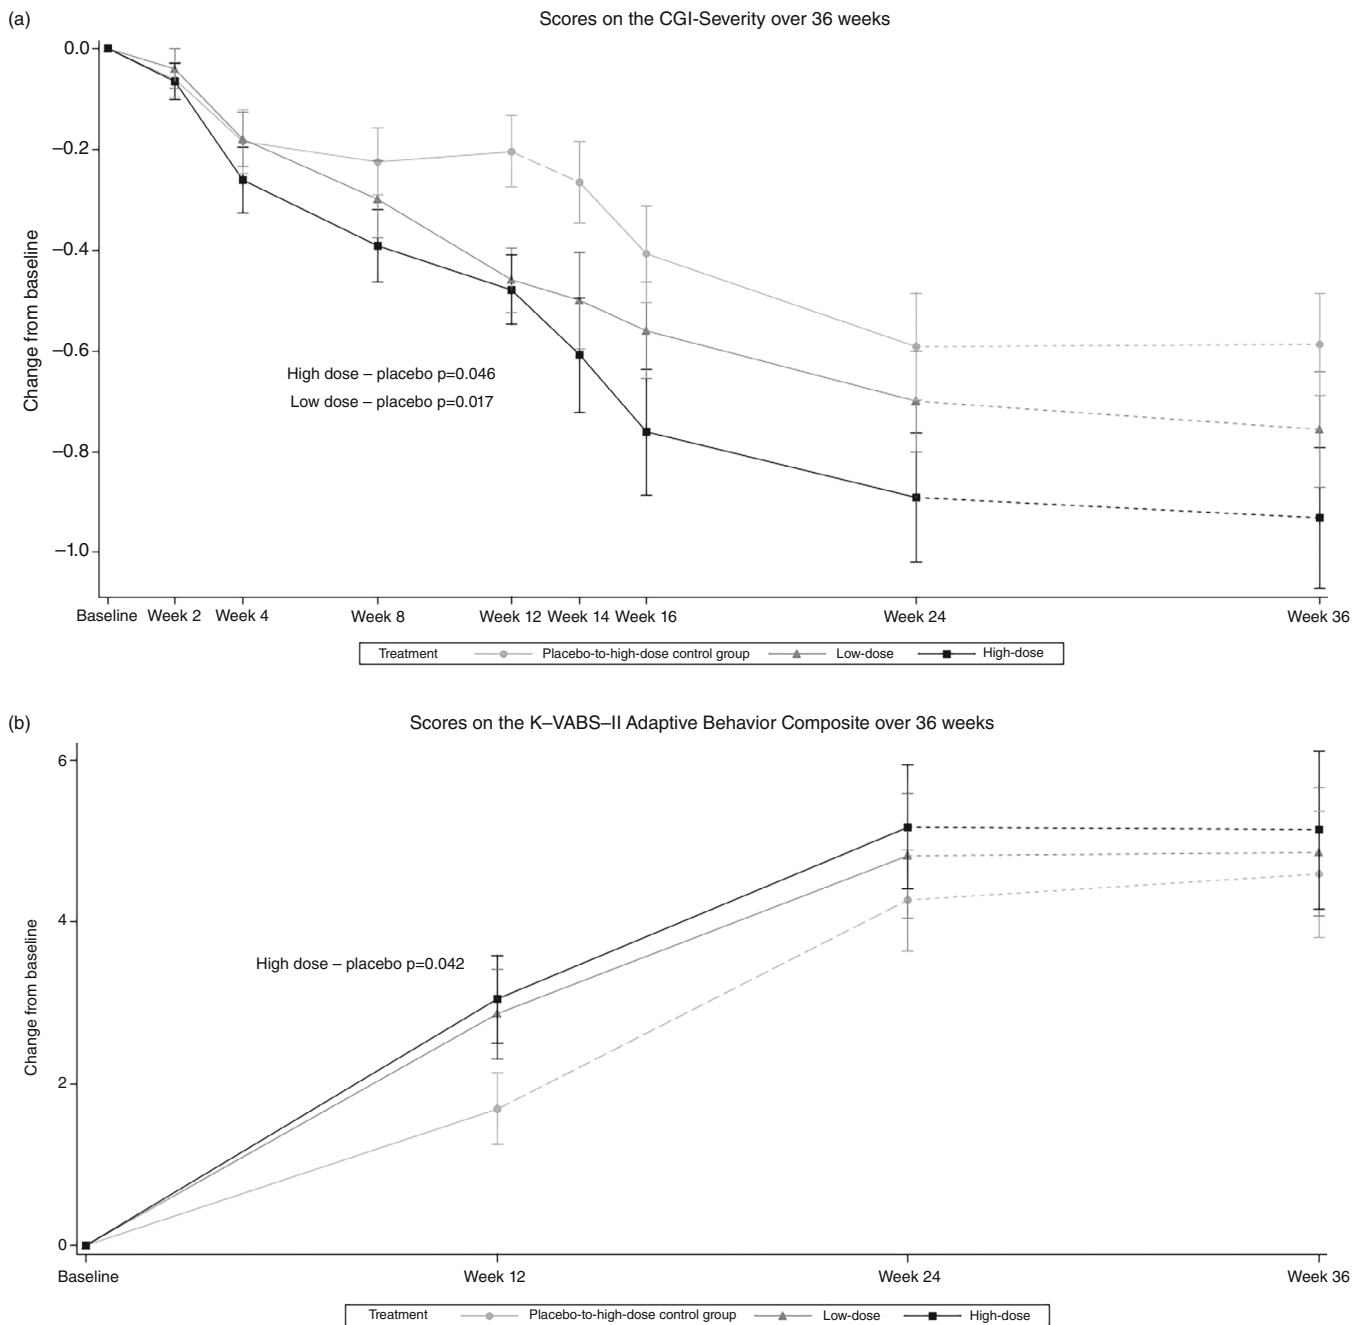 (a)
Scores on the CGI-Severity over 36 weeks
0.0
–0.2
–0.4
–0.6
–0.8
–1.0
Change from baseline
High dose – placebo p=0.046
Low dose – placebo p=0.017
Baseline Week 2 Week 4 Week 8 Week 12 Week 14 Week 16 Week 24 Week 36
Treatment Placebo-to-high-dose control group Low-dose High-dose
(b)
Scores on the K–VABS–II Adaptive Behavior Composite over 36 weeks
6
4
2
0
Change from baseline
High dose – placebo p=0.042
Baseline Week 12 Week 24 Week 36
Treatment Placebo-to-high-dose control group Low-dose High-dose